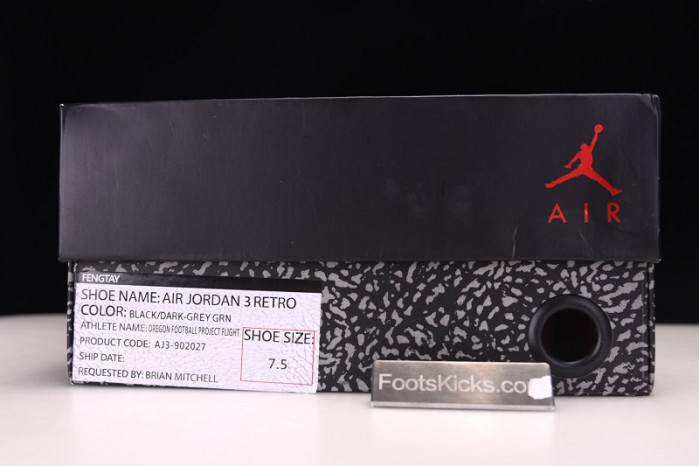 AIR
FENGTAY
SHOE NAME: AIR JORDAN 3 RETRO
COLOR: BLACK/DARK-GREY GRN
ATHLETE NAME: OREGON FOOTBALL PROJECT FLIGHT
SHOE SIZE:
PRODUCT CODE: AJ3-902027
7.5
SHIP DATE:
REQUESTED BY: BRIAN MITCHELL
FootsKicks.com